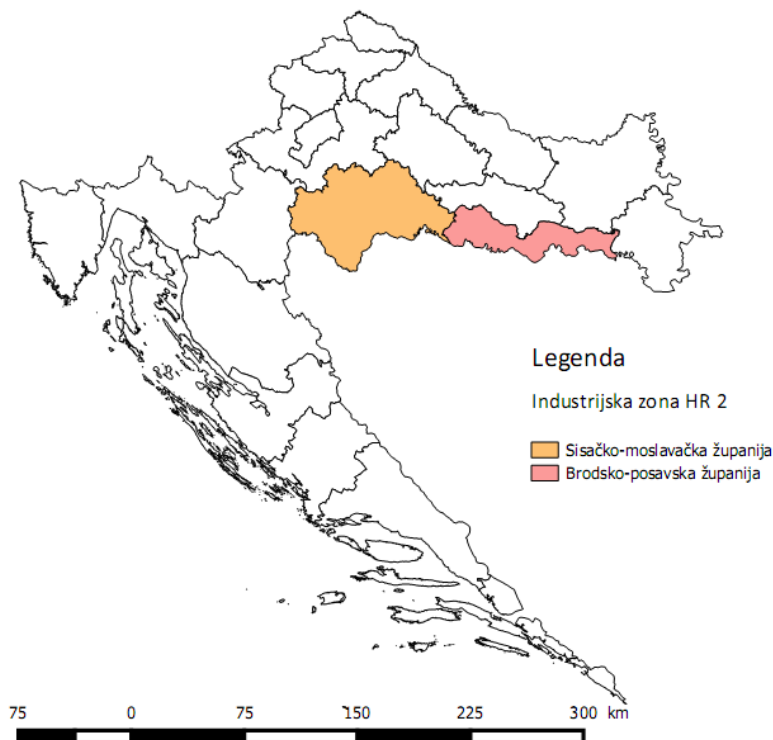 Legenda
Industrijska zona HR 2
Sisačko-moslavačka županija
Brodsko-posavska županija
75 0 75 150 225 300 km